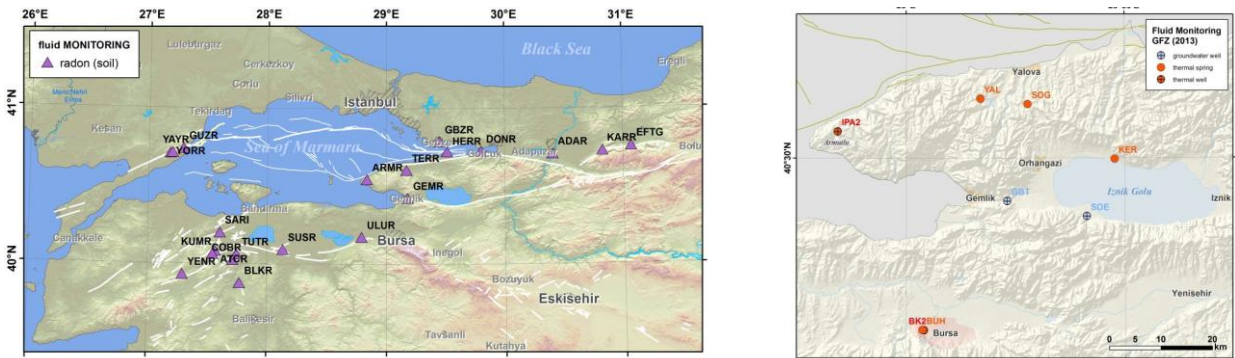 26°E 27°E 28°E 29°E 30°E 31°E
fluid MONITORING
radon (soil)
Black Sea
Luleburgaz
Cerkezkoy
Corlu
Eregli
Silivri
Istanbul
Tekirdag
41°N
Kesan
Sea of Marmara
YAYR GUZR
YORR
GBZR
HERR DONR
Golcuk
Adapazari
ADAR KARR EFTG
Bolu
TERR
ARMR
GEMR
Gemlik
Bandirma
Canakkale
SARI
KUMR COBR TUTR
SUSR ULUR
Bursa
40°N
YENR ATCR
BLKR
Inegol
Bozuyuk
Eskisehir
Balikesir
Tavsanli
Kutahya
Fluid Monitoring
GFZ (2013)
groundwater well
thermal spring
thermal well
Yalova
YAL SOG
IPA2
Armutlu
40°30'
KER
Orhangazi
Gemlik GBT
Iznik Golu
Iznik
SOE
Yenisehir
BK2BUH
Bursa
0 5 10 20
km